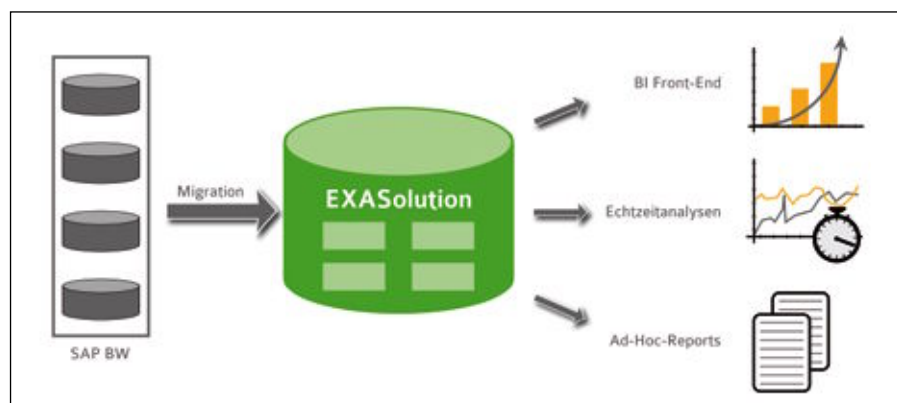 SAP BW
Migration
EXASolution
BI Front-End
Echtzeitanalysen
Ad-Hoc-Reports